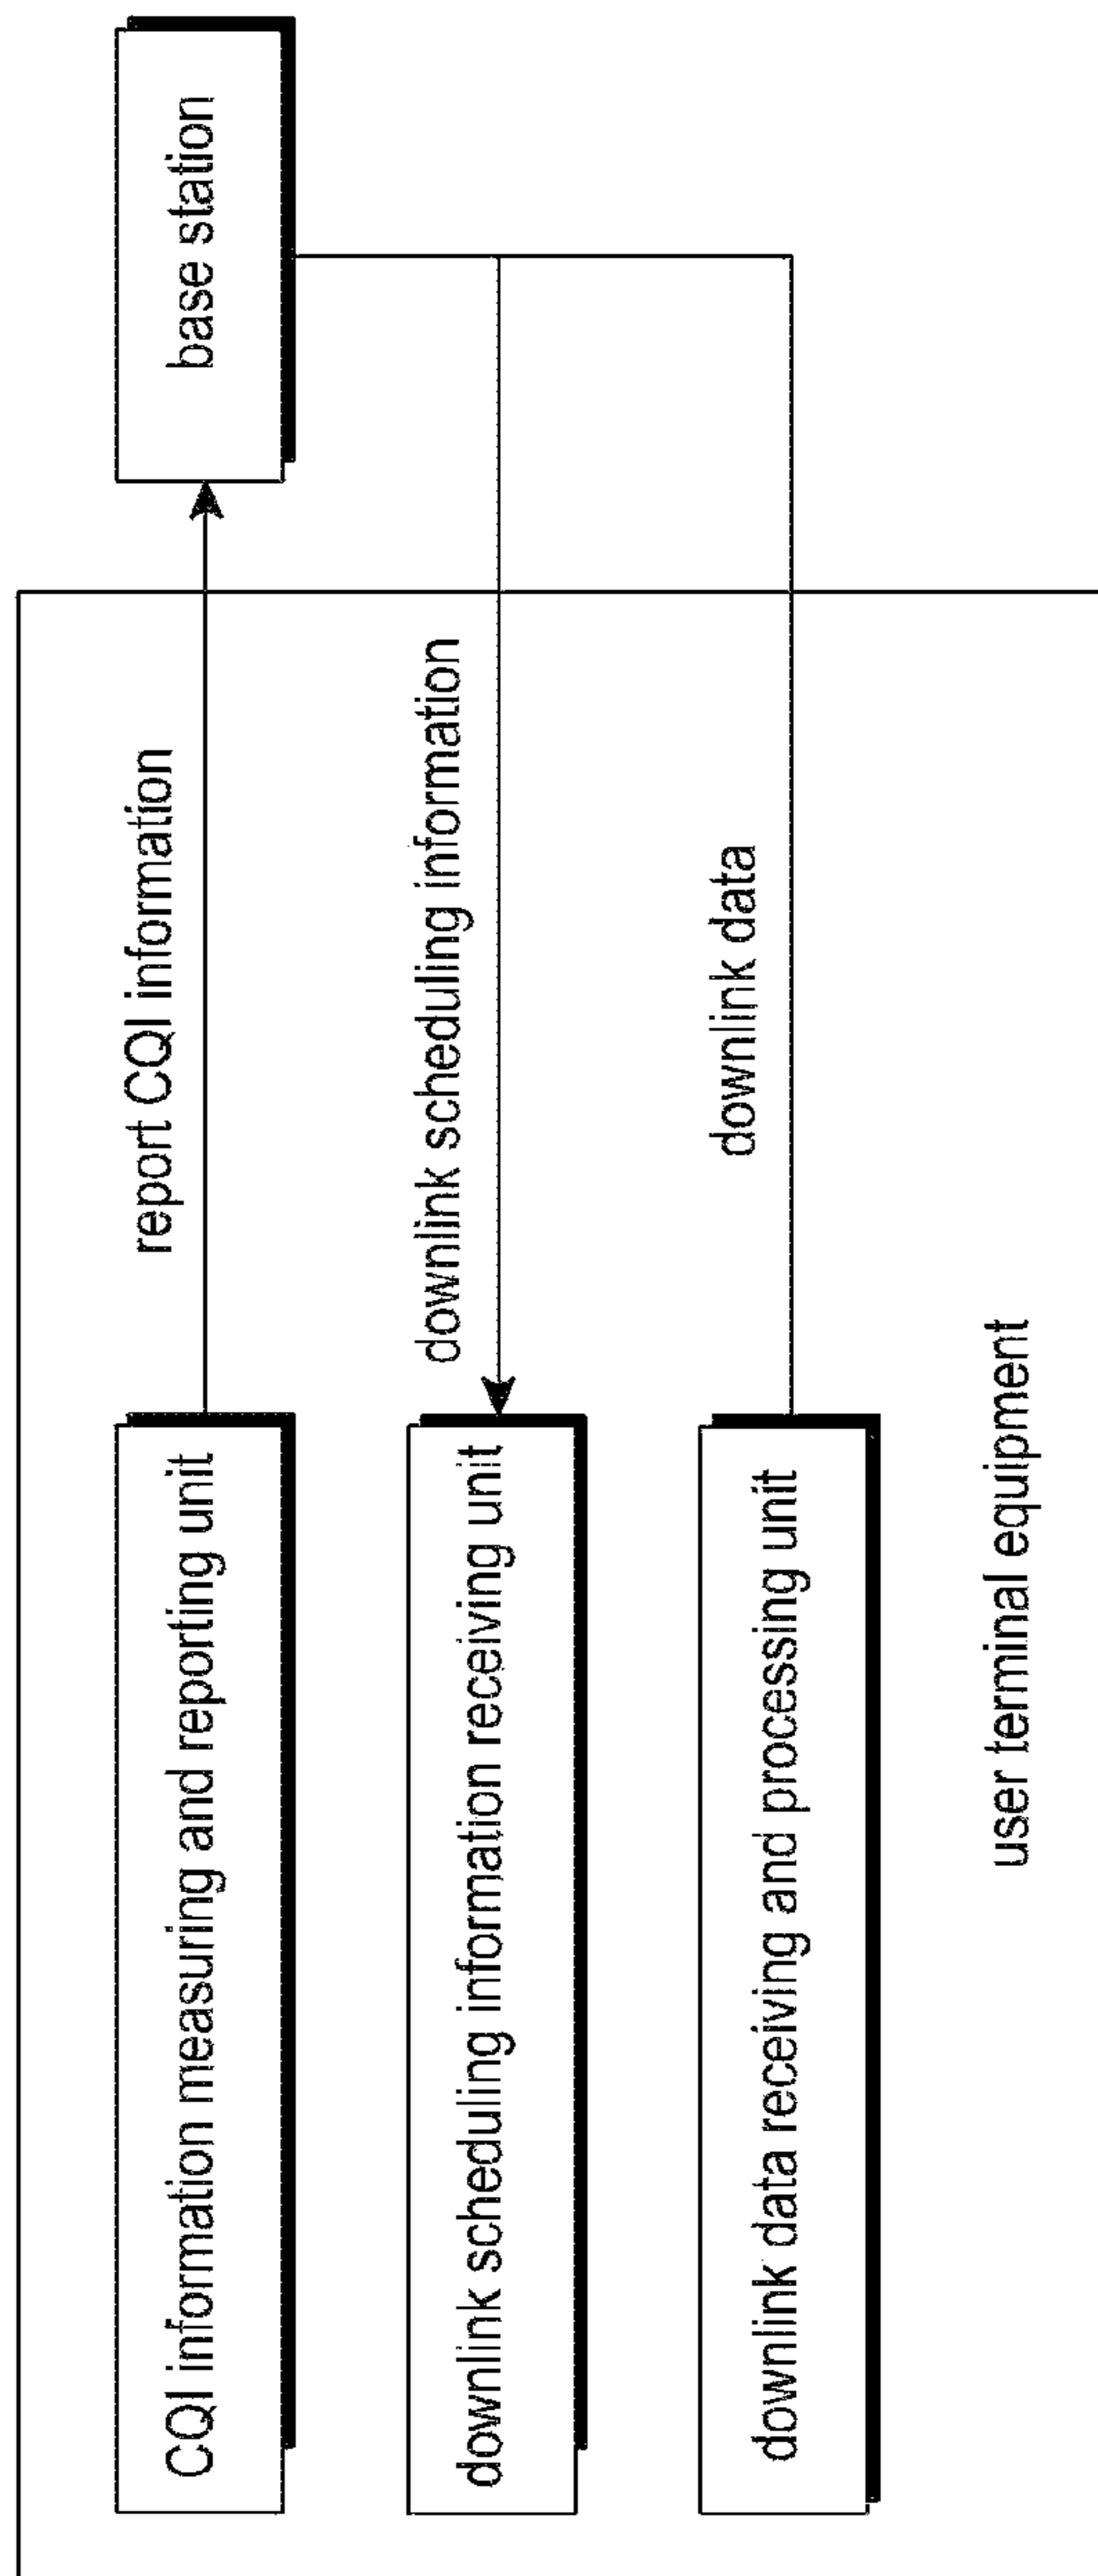 CQI information measuring and reporting unit
report CQI information
base station
downlink scheduling information receiving unit
downlink scheduling information
downlink data receiving and processing unit
downlink data
user terminal equipment